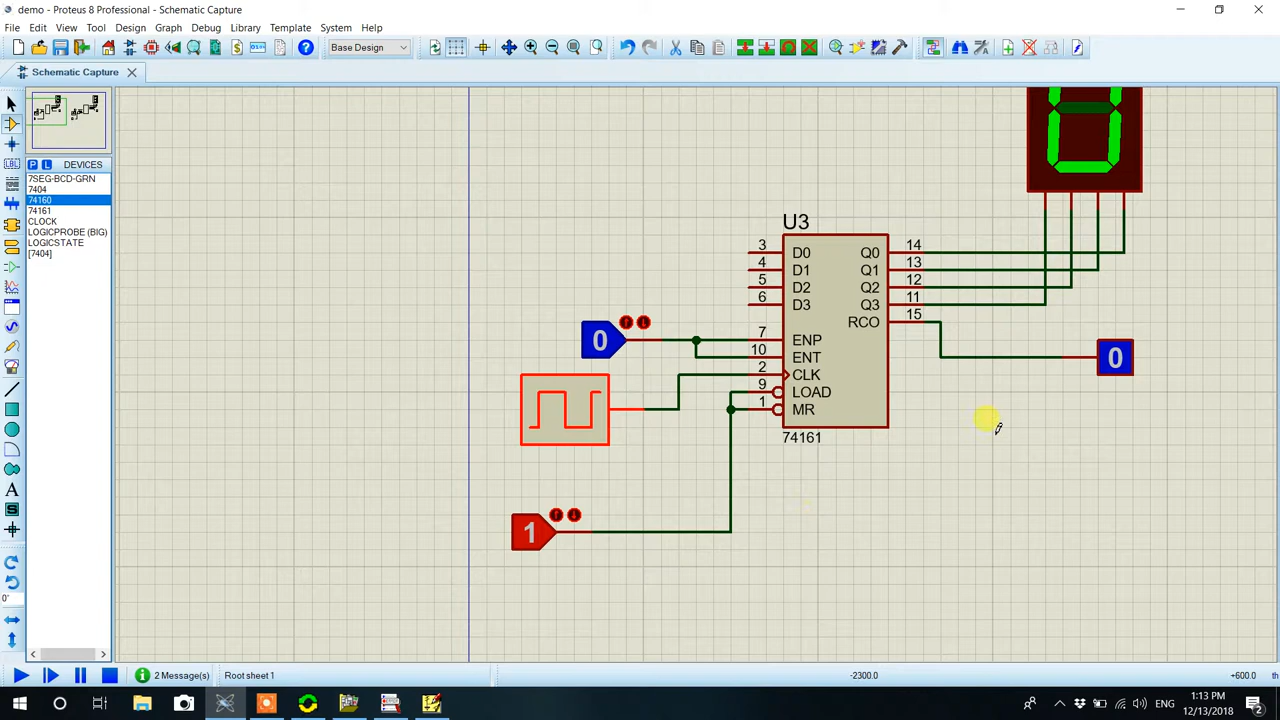 demo - Proteus 8 Professional - Schematic Capture
File Edit View Tool Design Graph Debug Library Template System Help
Base Design
Schematic Capture
P L DEVICES
7SEG-BCD-GRN
7404
74160
74161
CLOCK
LOGICPROBE (BIG)
LOGICSTATE
[7404]
LBL
A
S
0°
U3
3 D0 Q0 14
4 D1 Q1 13
5 D2 Q2 12
6 D3 Q3 11
RCO 15
7 ENP
10 ENT
2 CLK
9 LOAD
1 MR
74161
0
0
1
2 Message(s)
Root sheet 1
-2300.0
+600.0
th
ENG
1:13 PM
12/13/2018